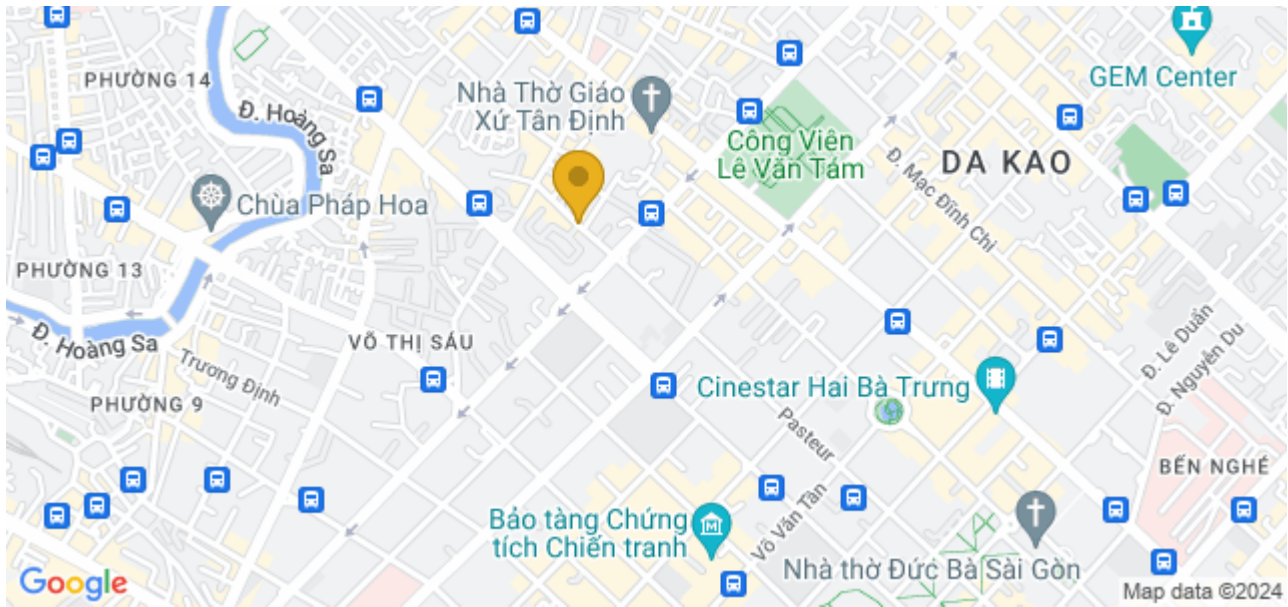 PHƯỜNG 14
Đ. Hoàng Sa
Nhà Thờ Giáo
Xứ Tân Định
GEM Center
Công Viên
Lê Văn Tám
DA KAO
Đ. Mạc Đĩnh Chi
Chùa Pháp Hoa
PHƯỜNG 13
Đ. Hoàng Sa
VÕ THỊ SÁU
Trương Định
PHƯỜNG 9
Cinestar Hai Bà Trưng
Đ. Lê Duẩn
Đ. Nguyễn Du
Pasteur
BẾN NGHÉ
Bảo tàng Chứng
tích Chiến tranh
Võ Văn Tần
Nhà thờ Đức Bà Sài Gòn
Google
Map data ©2024